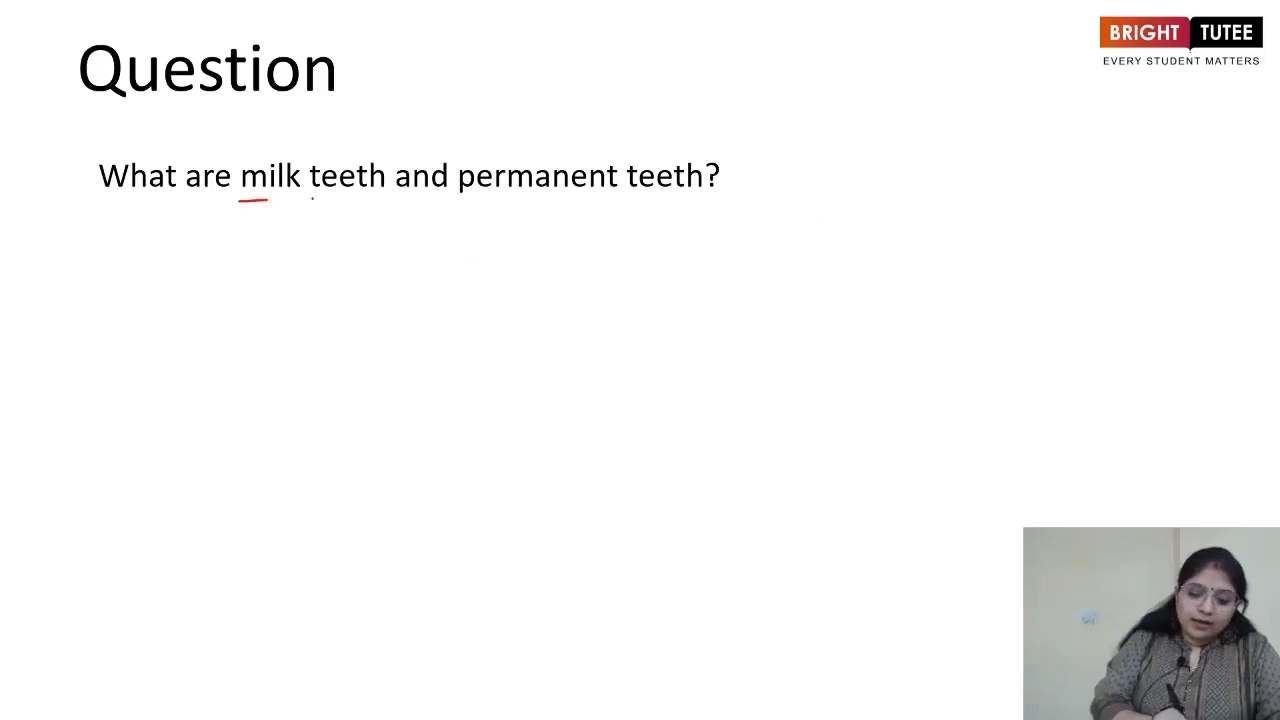 Question
BRIGHT TUTEE
EVERY STUDENT MATTERS
What are milk teeth and permanent teeth?